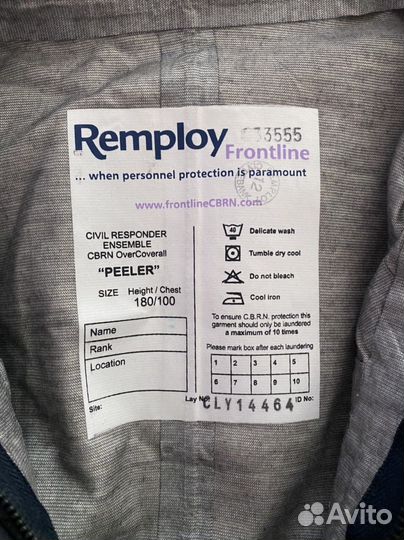 Remploy
33555
Frontline
... when personnel protection is paramount
www.frontlineCBRN.com
CIVIL RESPONDER
ENSEMBLE
CBRN OverCoverall
"PEELER"
SIZE Height / Chest
180/100
40 Delicate wash
Tumble dry cool
Do not bleach
Cool iron
To ensure C.B.R.N. protection this
garment should only be laundered
a maximum of 10 times
Please mark box after each laundering
1 2 3 4 5
6 7 8 9 10
Name
Rank
Location
Site:
Lay No:
CLY14464
ID No:
Avito